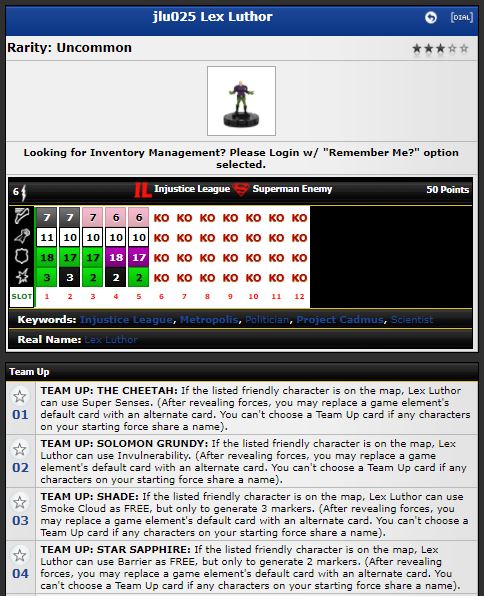 jlu025 Lex Luthor
[DIAL]
Rarity: Uncommon
Looking for Inventory Management? Please Login w/ "Remember Me?" option
selected.
6 IL Injustice League Superman Enemy 50 Points
7 7 7 6 6 KO KO KO KO KO KO KO
11 10 10 10 10 KO KO KO KO KO KO KO
18 17 17 18 17 KO KO KO KO KO KO KO
3 3 2 2 2 KO KO KO KO KO KO KO
SLOT 1 2 3 4 5 6 7 8 9 10 11 12
Keywords: Injustice League, Metropolis, Politician, Project Cadmus, Scientist
Real Name: Lex Luthor
Team Up
01
TEAM UP: THE CHEETAH: If the listed friendly character is on the map, Lex Luthor
can use Super Senses. (After revealing forces, you may replace a game element's
default card with an alternate card. You can't choose a Team Up card if any characters
on your starting force share a name).
02
TEAM UP: SOLOMON GRUNDY: If the listed friendly character is on the map, Lex
Luthor can use Invulnerability. (After revealing forces, you may replace a game
element's default card with an alternate card. You can't choose a Team Up card if any
characters on your starting force share a name).
03
TEAM UP: SHADE: If the listed friendly character is on the map, Lex Luthor can use
Smoke Cloud as FREE, but only to generate 3 markers. (After revealing forces, you
may replace a game element's default card with an alternate card. You can't choose a
Team Up card if any characters on your starting force share a name).
04
TEAM UP: STAR SAPPHIRE: If the listed friendly character is on the map, Lex
Luthor can use Barrier as FREE, but only to generate 2 markers. (After revealing
forces, you may replace a game element's default card with an alternate card. You
can't choose a Team Up card if any characters on your starting force share a name).